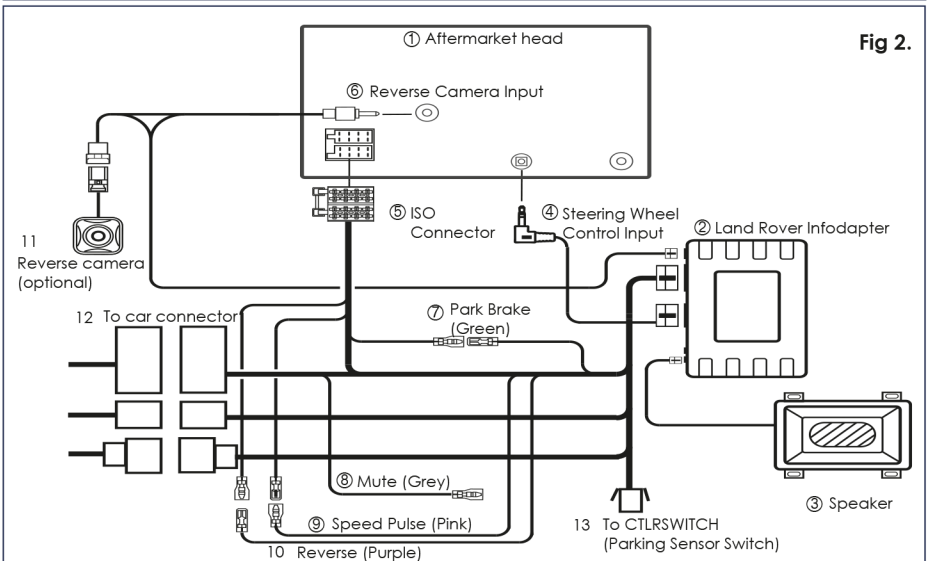 Fig 2.
① Aftermarket head
⑥ Reverse Camera Input
⑤ ISO
Connector
④ Steering Wheel
Control Input
② Land Rover Infodapter
11
Reverse camera
(optional)
12 To car connector
⑦ Park Brake
(Green)
⑧ Mute (Grey)
⑨ Speed Pulse (Pink)
10 Reverse (Purple)
13 To CTLRSWITCH
(Parking Sensor Switch)
③ Speaker